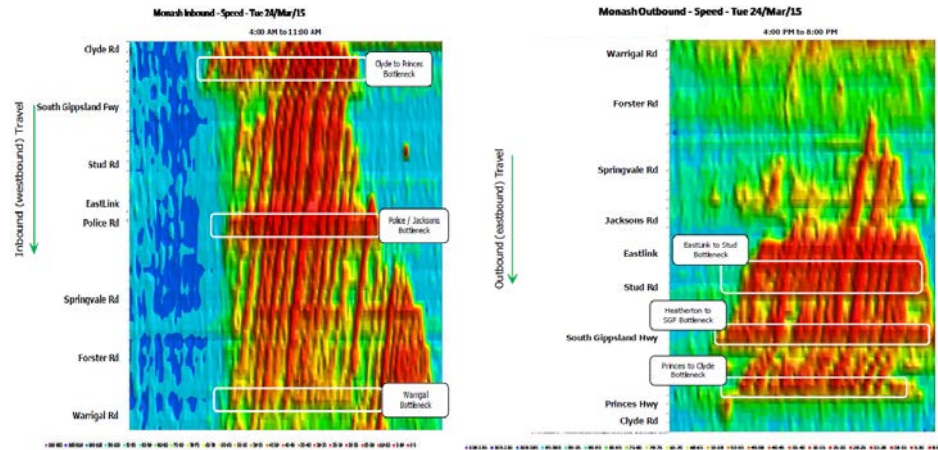 Monash Inbound - Speed - Tue 24/Mar/15
4:00 AM to 11:00 AM
Clyde Rd
South Gippsland Fwy
Stud Rd
EastLink
Police Rd
Springvale Rd
Forster Rd
Warrigal Rd
Inbound (westbound) Travel
Clyde to Princes
Bottleneck
Police / Jacksons
Bottleneck
Warrigal
Bottleneck
Monash Outbound - Speed - Tue 24/Mar/15
4:00 PM to 8:00 PM
Warrigal Rd
Forster Rd
Springvale Rd
Jacksons Rd
Eastlink
Stud Rd
South Gippsland Hwy
Princes Hwy
Clyde Rd
Outbound (eastbound) Travel
EastLink to Stud
Bottleneck
Heatherton to
SGF Bottleneck
Princes to Clyde
Bottleneck